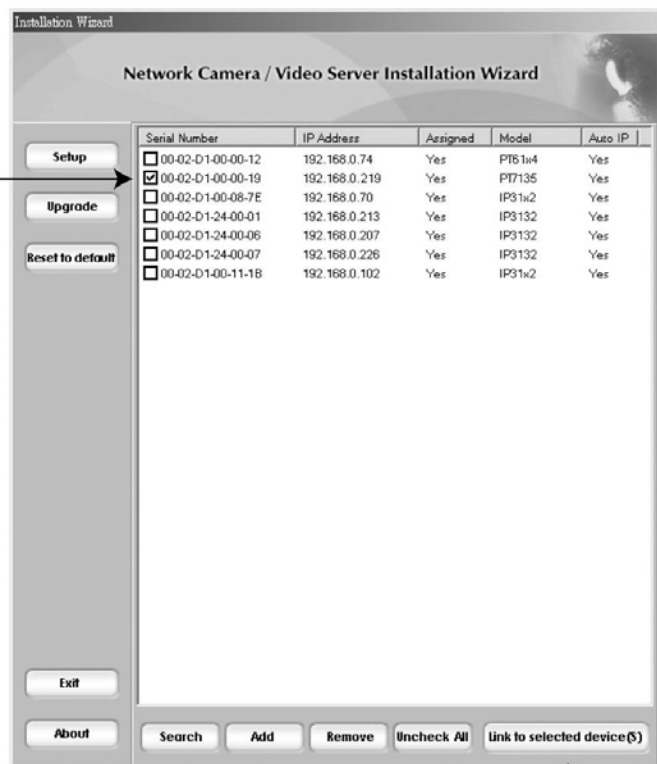 Installation Wizard
Network Camera / Video Server Installation Wizard
Serial Number IP Address Assigned Model Auto IP
00-02-D1-00-00-12 192.168.0.74 Yes PT61x4 Yes
00-02-D1-00-00-19 192.168.0.219 Yes PT7135 Yes
00-02-D1-00-08-7E 192.168.0.70 Yes IP31x2 Yes
00-02-D1-24-00-01 192.168.0.213 Yes IP3132 Yes
00-02-D1-24-00-06 192.168.0.207 Yes IP3132 Yes
00-02-D1-24-00-07 192.168.0.226 Yes IP3132 Yes
00-02-D1-00-11-1B 192.168.0.102 Yes IP31x2 Yes
Setup
Upgrade
Reset to default
Exit
About
Search Add Remove Uncheck All Link to selected device(S)